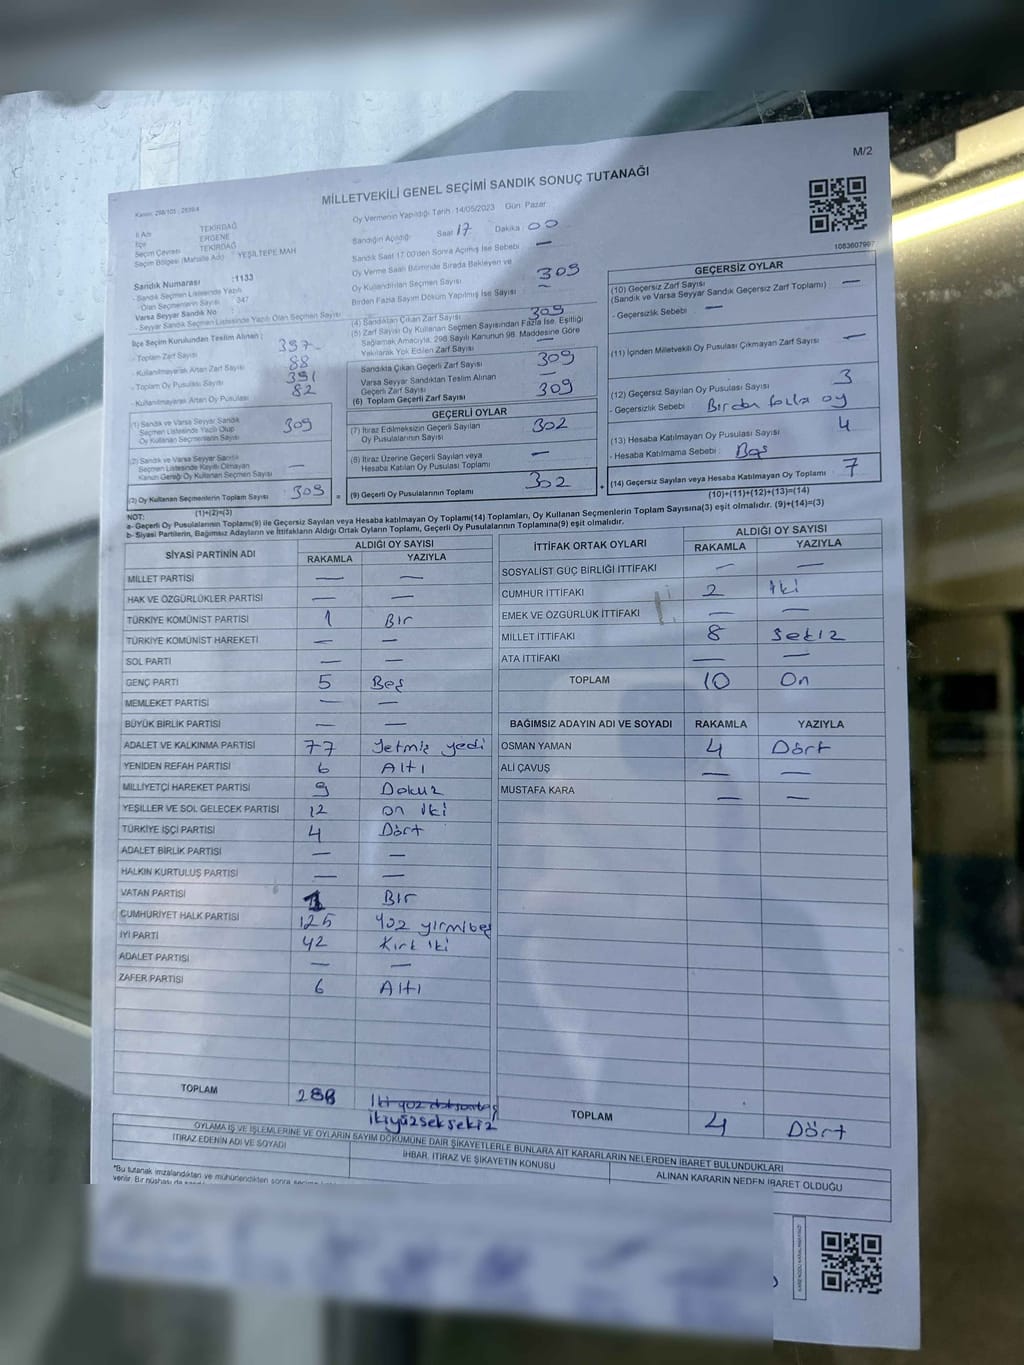 M/2
MİLLETVEKİLİ GENEL SEÇİMİ SANDIK SONUÇ TUTANAĞI
1083607997
Kanun: 298/105 ; 2839/4
İl Adı TEKİRDAĞ
İlçe ERGENE
Seçim Çevresi TEKİRDAĞ
Seçim Bölgesi (Mahalle Adı) YEŞİLTEPE MAH
Sandık Numarası :1133
- Sandık Seçmen Listesinde Yazılı
Olan Seçmenlerin Sayısı : 347
Varsa Seyyar Sandık No
- Seyyar Sandık Seçmen Listesinde Yazılı Olan Seçmen Sayısı
İlçe Seçim Kurulundan Teslim Alınan :
- Toplam Zarf Sayısı
- Kullanılmayarak Artan Zarf Sayısı 88
- Toplam Oy Pusulası Sayısı 391
- Kullanılmayarak Artan Oy Pusulası 82
(1) Sandık ve Varsa Seyyar Sandık
Seçmen Listesinde Yazılı Olup
Oy Kullanan Seçmenlerin Sayısı 309
(2) Sandık ve Varsa Seyyar Sandık
Seçmen Listesinde Kayıtlı Olmayan
Kanun Gereği Oy Kullanan Seçmen Sayısı —
(3) Oy Kullanan Seçmenlerin Toplam Sayısı : 309
(1)+(2)=(3)
Oy Vermenin Yapıldığı Tarih :14/05/2023 Gün: Pazar
Sandığın Açıldığı Saat 17 Dakika 00
Sandık Saat 17.00'den Sonra Açılmış İse Sebebi —
Oy Verme Saati Bitiminde Sırada Bekleyen ve
Oy Kullandırılan Seçmen Sayısı 309
Birden Fazla Sayım Döküm Yapılmış İse Sayısı —
(4) Sandıktan Çıkan Zarf Sayısı 309
(5) Zarf Sayısı Oy Kullanan Seçmen Sayısından Fazla İse, Eşitliği
Sağlamak Amacıyla, 298 Sayılı Kanunun 98. Maddesine Göre
Yakılarak Yok Edilen Zarf Sayısı —
Sandıkta Çıkan Geçerli Zarf Sayısı 309
Varsa Seyyar Sandıktan Teslim Alınan
Geçerli Zarf Sayısı —
(6) Toplam Geçerli Zarf Sayısı 309
GEÇERLİ OYLAR
(7) İtiraz Edilmeksizin Geçerli Sayılan
Oy Pusulalarının Sayısı 302
(8) İtiraz Üzerine Geçerli Sayılan veya
Hesaba Katılan Oy Pusulası Toplamı —
= (9) Geçerli Oy Pusulalarının Toplamı 302
GEÇERSİZ OYLAR
(10) Geçersiz Zarf Sayısı —
(Sandık ve Varsa Seyyar Sandık Geçersiz Zarf Toplamı)
- Geçersizlik Sebebi : —
(11) İçinden Milletvekili Oy Pusulası Çıkmayan Zarf Sayısı —
(12) Geçersiz Sayılan Oy Pusulası Sayısı 3
- Geçersizlik Sebebi : Birden fazla oy
(13) Hesaba Katılmayan Oy Pusulası Sayısı 4
- Hesaba Katılmama Sebebi : Boş
+ (14) Geçersiz Sayılan veya Hesaba Katılmayan Oy Toplamı 7
(10)+(11)+(12)+(13)=(14)
NOT:
a- Geçerli Oy Pusulalarının Toplamı(9) ile Geçersiz Sayılan veya Hesaba katılmayan Oy Toplamı(14) Toplamları, Oy Kullanan Seçmenlerin Toplam Sayısına(3) eşit olmalıdır. (9)+(14)=(3)
b- Siyasi Partilerin, Bağımsız Adayların ve İttifakların Aldığı Ortak Oyların Toplamı, Geçerli Oy Pusulalarının Toplamına(9) eşit olmalıdır.
SİYASİ PARTİNİN ADI ALDIĞI OY SAYISI
RAKAMLA YAZIYLA
MİLLET PARTİSİ — —
HAK VE ÖZGÜRLÜKLER PARTİSİ — —
TÜRKİYE KOMÜNİST PARTİSİ 1 Bir
TÜRKİYE KOMÜNİST HAREKETİ — —
SOL PARTİ — —
GENÇ PARTİ 5 Beş
MEMLEKET PARTİSİ — —
BÜYÜK BİRLİK PARTİSİ — —
ADALET VE KALKINMA PARTİSİ 77 Yetmiş yedi
YENİDEN REFAH PARTİSİ 6 Altı
MİLLİYETÇİ HAREKET PARTİSİ 9 Dokuz
YEŞİLLER VE SOL GELECEK PARTİSİ 12 on iki
TÜRKİYE İŞÇİ PARTİSİ 4 Dört
ADALET BİRLİK PARTİSİ — —
HALKIN KURTULUŞ PARTİSİ — —
VATAN PARTİSİ 1 Bir
CUMHURİYET HALK PARTİSİ 125 yüz yirmibeş
İYİ PARTİ 42 Kırk iki
ADALET PARTİSİ — —
ZAFER PARTİSİ 6 Altı
TOPLAM 288
ikiyüzseksekiz
İTTİFAK ORTAK OYLARI ALDIĞI OY SAYISI
RAKAMLA YAZIYLA
SOSYALİST GÜÇ BİRLİĞİ İTTİFAKI — —
CUMHUR İTTİFAKI 2 İki
EMEK VE ÖZGÜRLÜK İTTİFAKI — —
MİLLET İTTİFAKI 8 Sekiz
ATA İTTİFAKI — —
TOPLAM 10 On
BAĞIMSIZ ADAYIN ADI VE SOYADI RAKAMLA YAZIYLA
OSMAN YAMAN 4 Dört
ALİ ÇAVUŞ — —
MUSTAFA KARA — —
TOPLAM 4 Dört
OYLAMA İŞ VE İŞLEMLERİNE VE OYLARIN SAYIM DÖKÜMÜNE DAİR ŞİKAYETLERLE BUNLARA AİT KARARLARIN NELERDEN İBARET BULUNDUKLARI
İTİRAZ EDENİN ADI VE SOYADI İHBAR, İTİRAZ VE ŞİKAYETİN KONUSU ALINAN KARARIN NEDEN İBARET OLDUĞU
*Bu tutanak imzalandıktan ve mühürlendikten sonra
verilir. Bir nüshası da